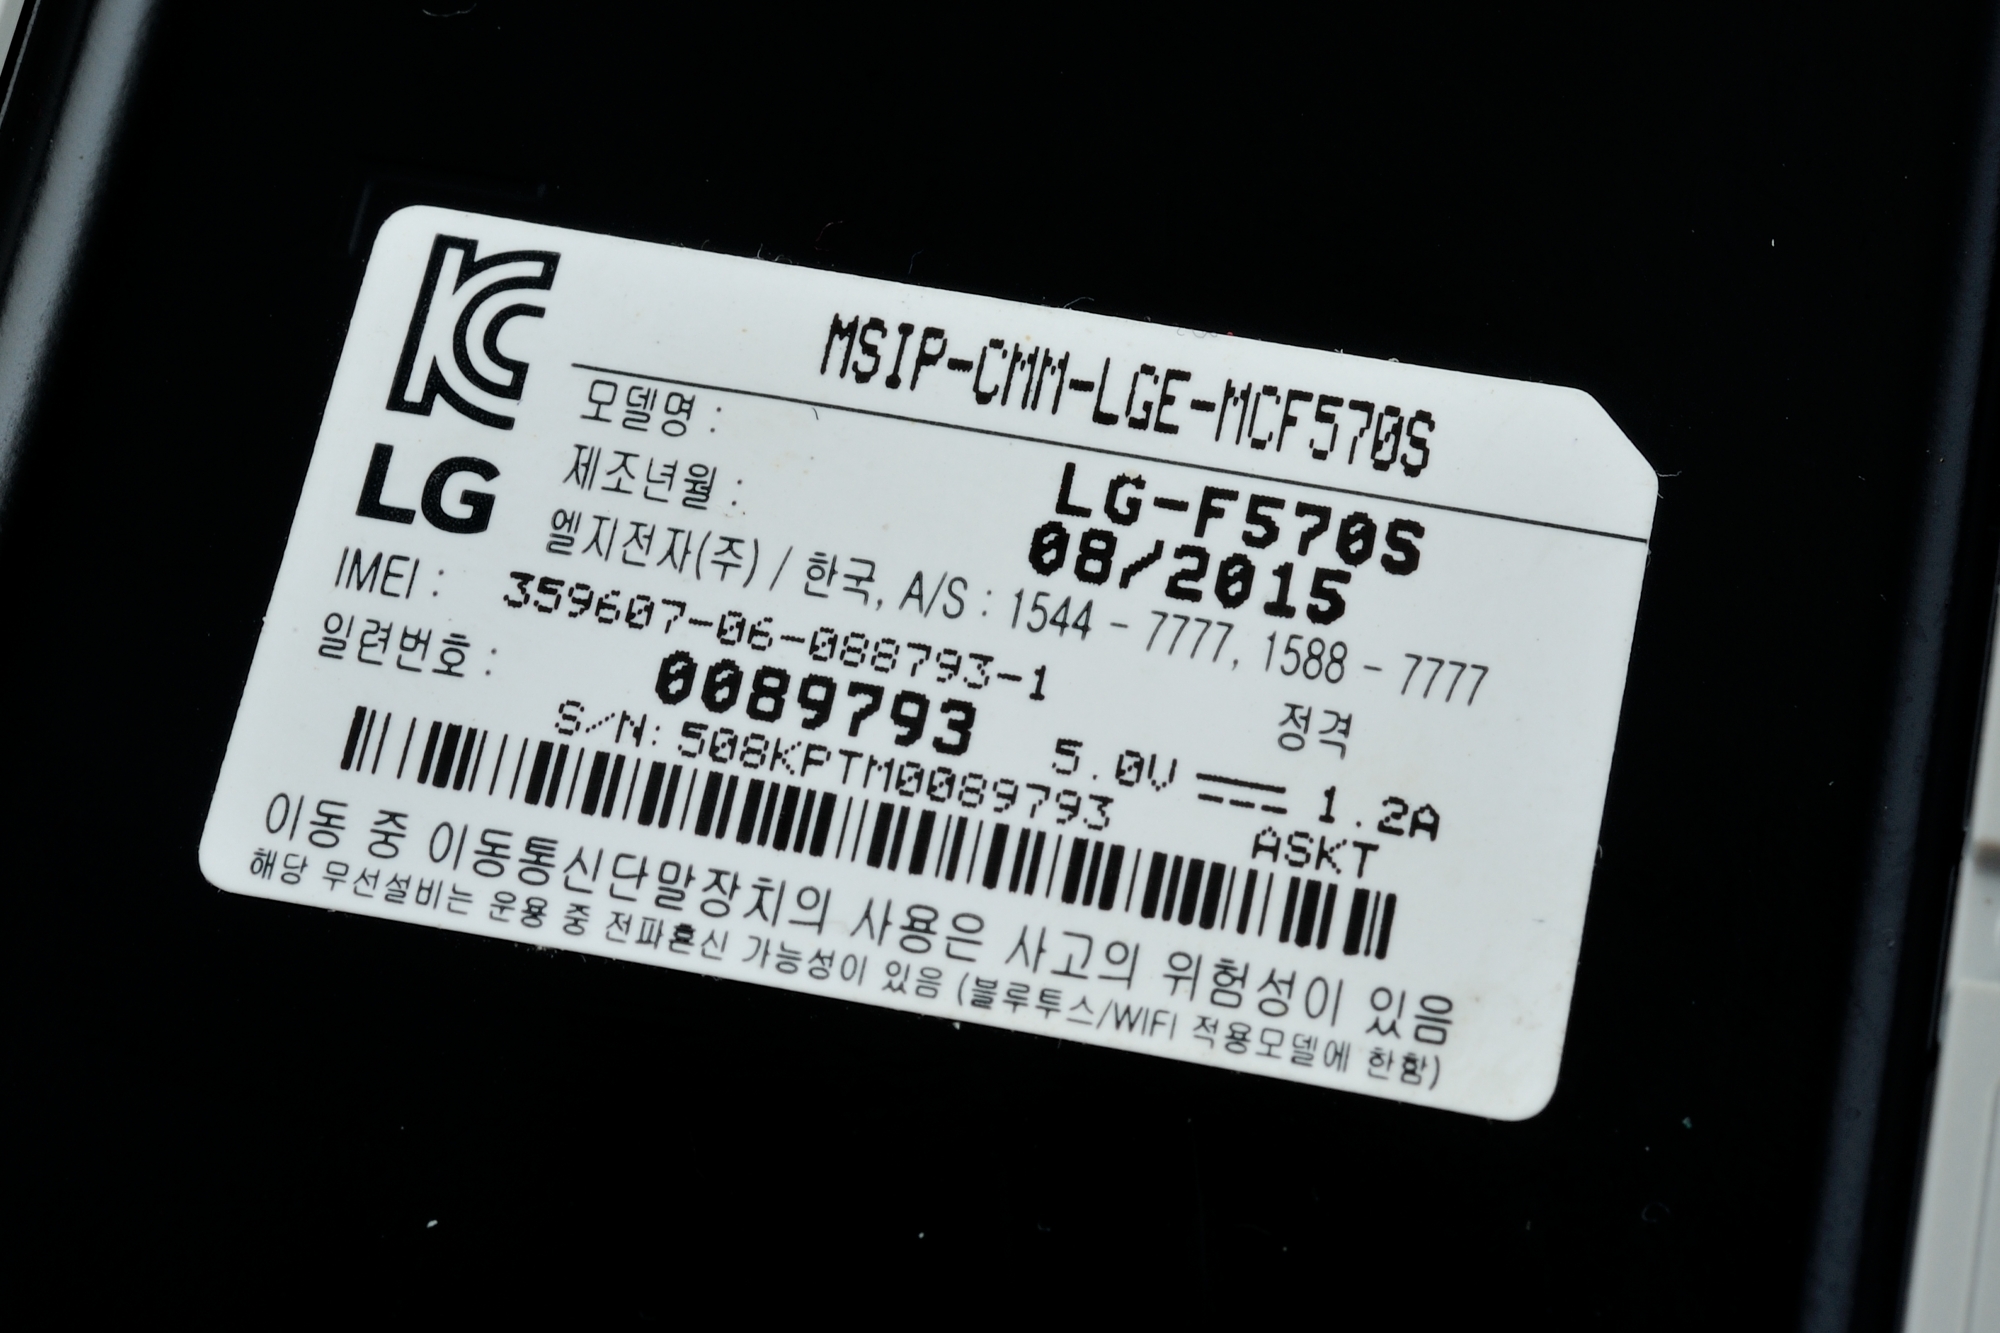 KC
MSIP-CMM-LGE-MCF570S
LG
모델명 : LG-F570S
제조년월 : 08/2015
엘지전자(주) / 한국, A/S : 1544 - 7777, 1588 - 7777
IMEI : 359607-06-088793-1
일련번호 : 0089793
정격
5.0V 1.2A
S/N:508KPTM0089793
ASKT
이동 중 이동통신단말장치의 사용은 사고의 위험성이 있음
해당 무선설비는 운용 중 전파혼신 가능성이 있음 (블루투스/WIFI 적용모델에 한함)